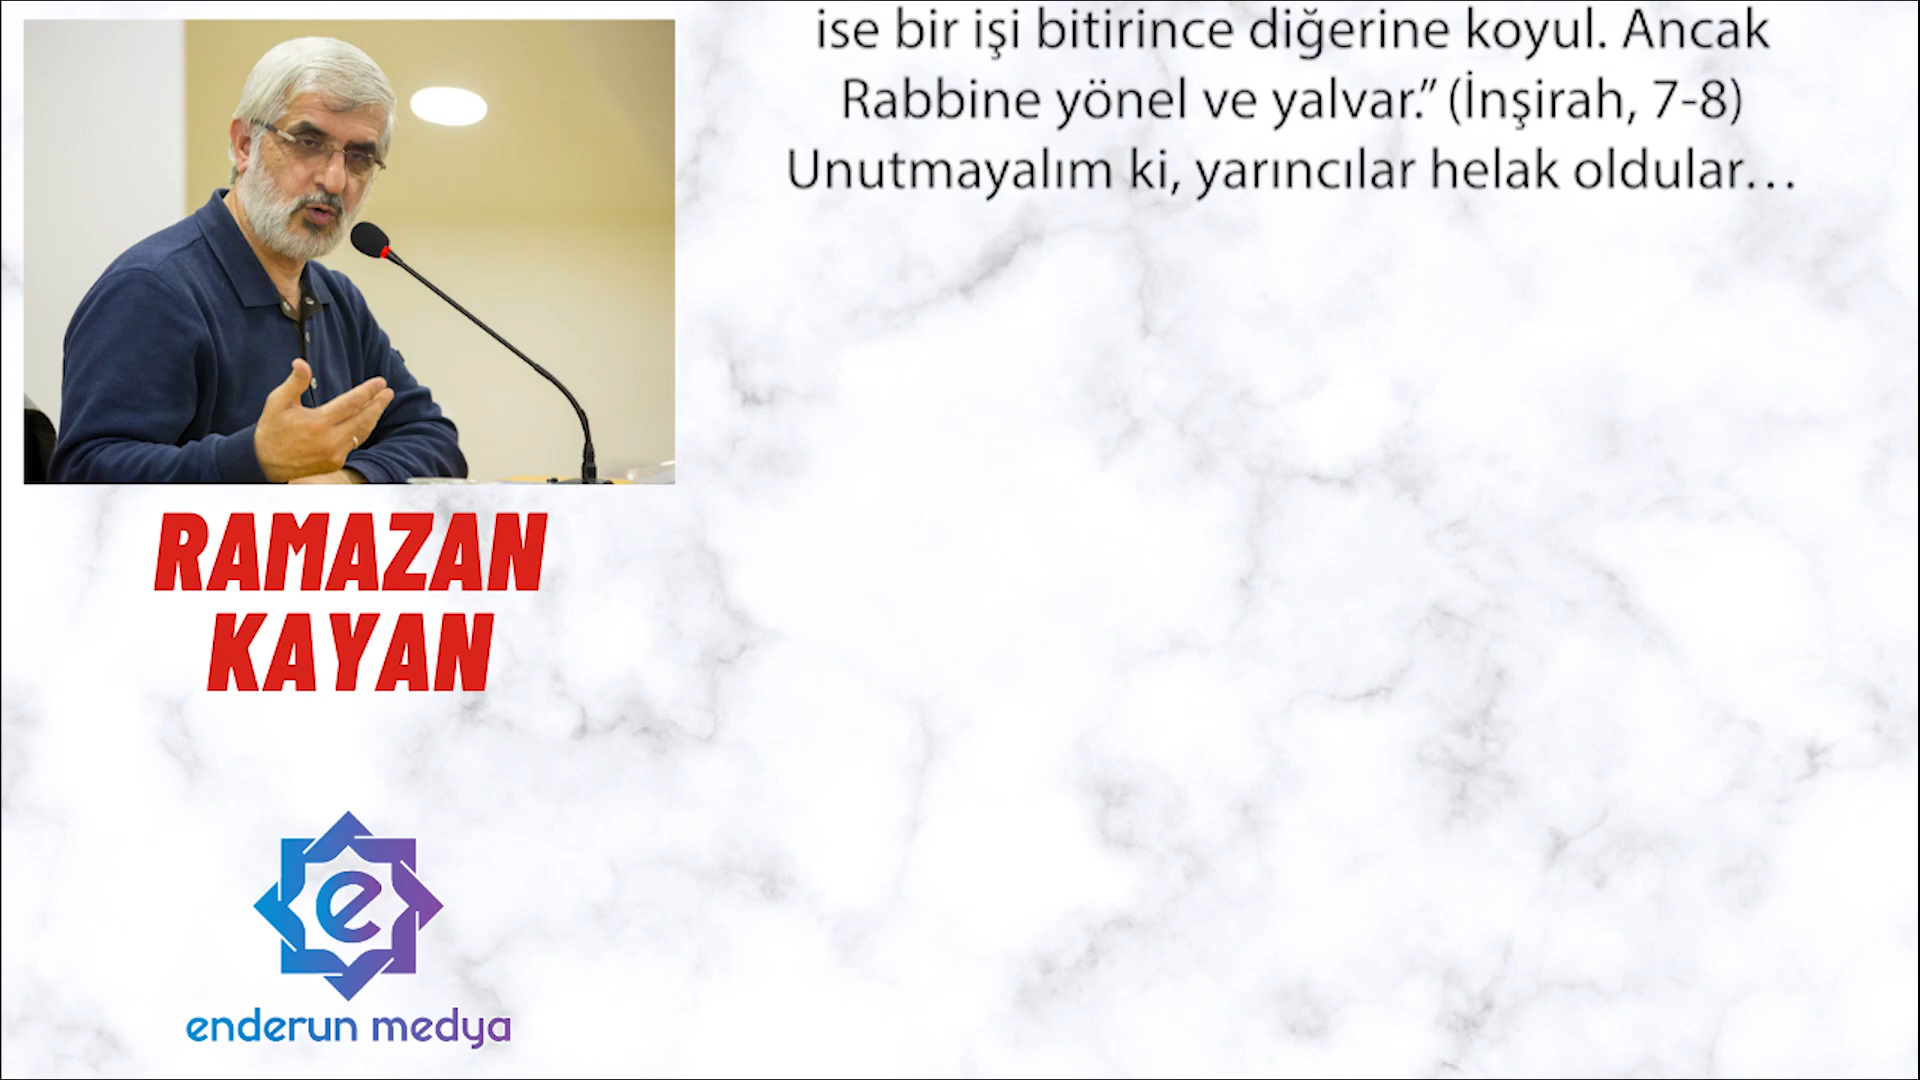 ise bir işi bitirince diğerine koyul. Ancak
Rabbine yönel ve yalvar.” (İnşirah, 7-8)
Unutmayalım ki, yarıncılar helak oldular…
RAMAZAN
KAYAN
e
enderun medya